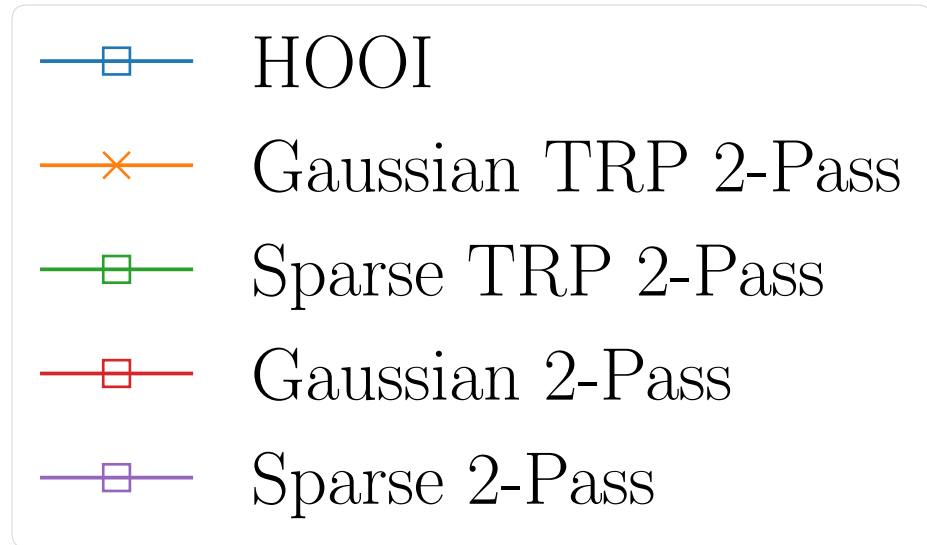 HOOI
Gaussian TRP 2-Pass
Sparse TRP 2-Pass
Gaussian 2-Pass
Sparse 2-Pass